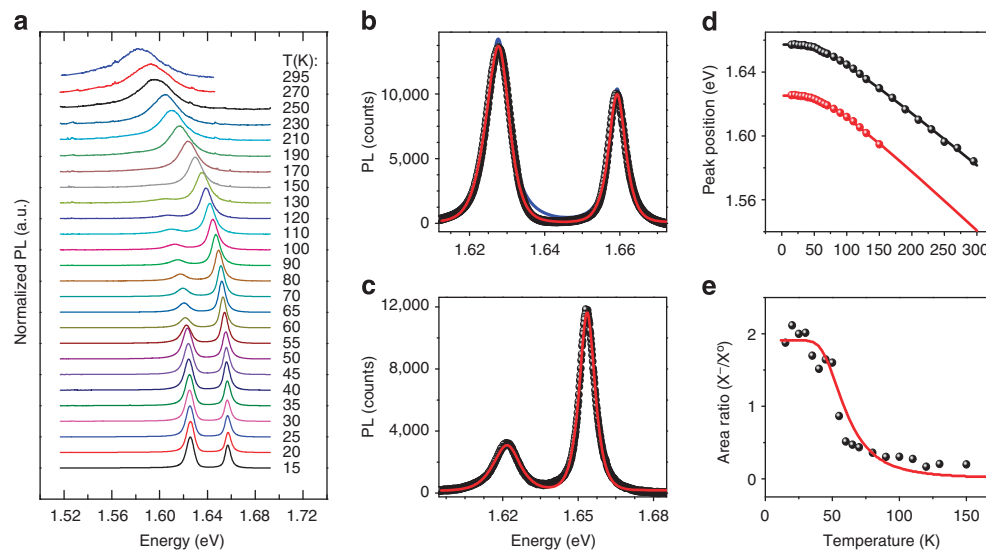 a
T(K):
295
270
250
230
210
190
170
150
130
120
110
100
90
80
70
65
60
55
50
45
40
35
30
25
20
15
Normalized PL (a.u.)
1.52 1.56 1.60 1.64 1.68 1.72
Energy (eV)
b
10,000
5,000
0
PL (counts)
1.62 1.64 1.66
c
12,000
8,000
4,000
0
PL (counts)
1.62 1.65 1.68
Energy (eV)
d
1.64
1.60
1.56
Peak position (eV)
0 50 100 150 200 250 300
e
2
1
0
Area ratio (X⁻/X⁰)
0 50 100 150
Temperature (K)